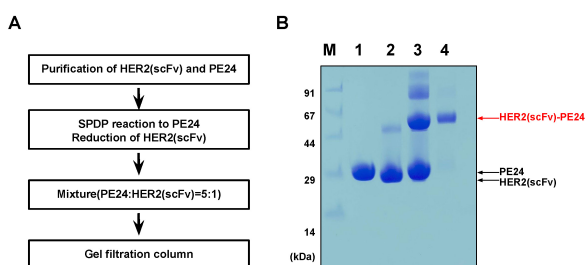 A
Purification of HER2(scFv) and PE24
SPDP reaction to PE24
Reduction of HER2(scFv)
Mixture(PE24:HER2(scFv)=5:1)
Gel filtration column
B
M 1 2 3 4
91
67
44
29
14
(kDa)
HER2(scFv)-PE24
PE24
HER2(scFv)